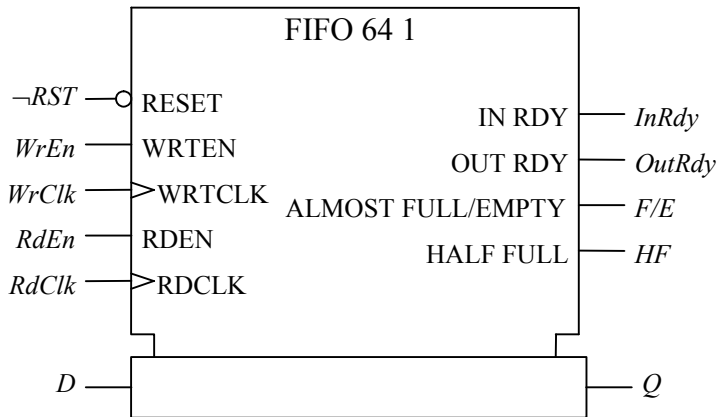 FIFO 64 1
¬RST RESET
IN RDY InRdy
WrEn WRTEN
OUT RDY OutRdy
WrClk WRTCLK
ALMOST FULL/EMPTY F/E
RdEn RDEN
HALF FULL HF
RdClk RDCLK
D Q